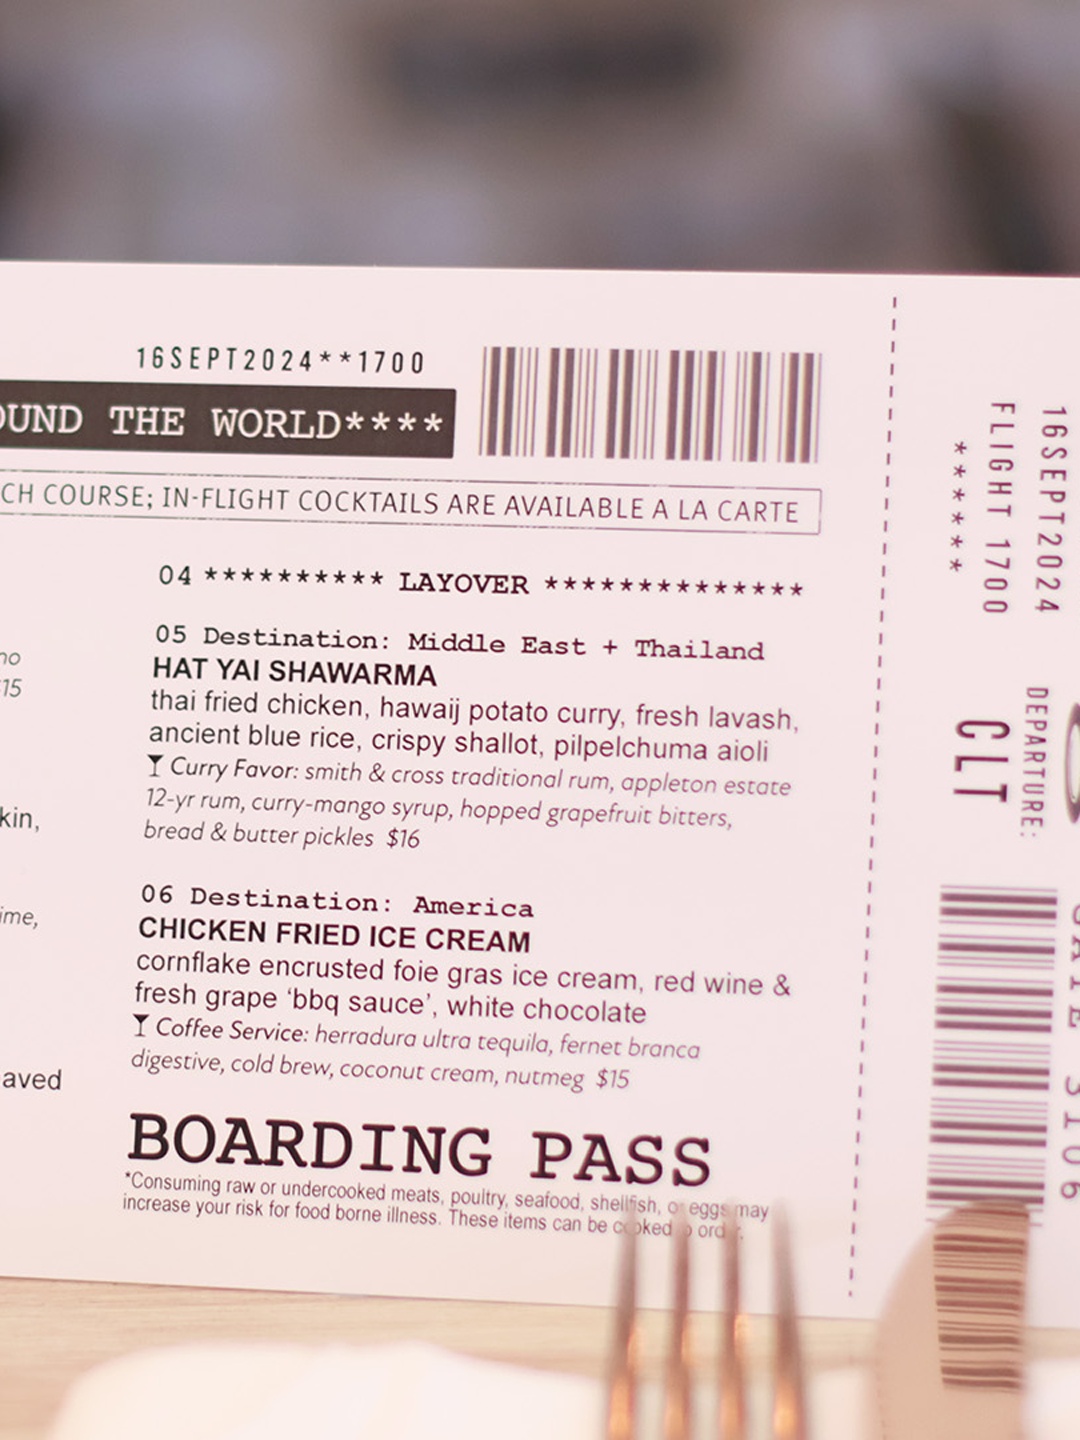 16SEPT2024**1700
OUND THE WORLD****
CH COURSE; IN-FLIGHT COCKTAILS ARE AVAILABLE A LA CARTE
no
$15
kin,
ime,
aved
04 ********** LAYOVER **************
05 Destination: Middle East + Thailand
HAT YAI SHAWARMA
thai fried chicken, hawaij potato curry, fresh lavash,
ancient blue rice, crispy shallot, pilpelchuma aioli
Curry Favor: smith & cross traditional rum, appleton estate
12-yr rum, curry-mango syrup, hopped grapefruit bitters,
bread & butter pickles $16
06 Destination: America
CHICKEN FRIED ICE CREAM
cornflake encrusted foie gras ice cream, red wine &
fresh grape ‘bbq sauce’, white chocolate
Coffee Service: herradura ultra tequila, fernet branca
digestive, cold brew, coconut cream, nutmeg $15
BOARDING PASS
*Consuming raw or undercooked meats, poultry, seafood, shellfish, or eggs may
increase your risk for food borne illness. These items can be cooked to order.
16SEPT2024
FLIGHT 1700
******
DEPARTURE:
CLT
3106